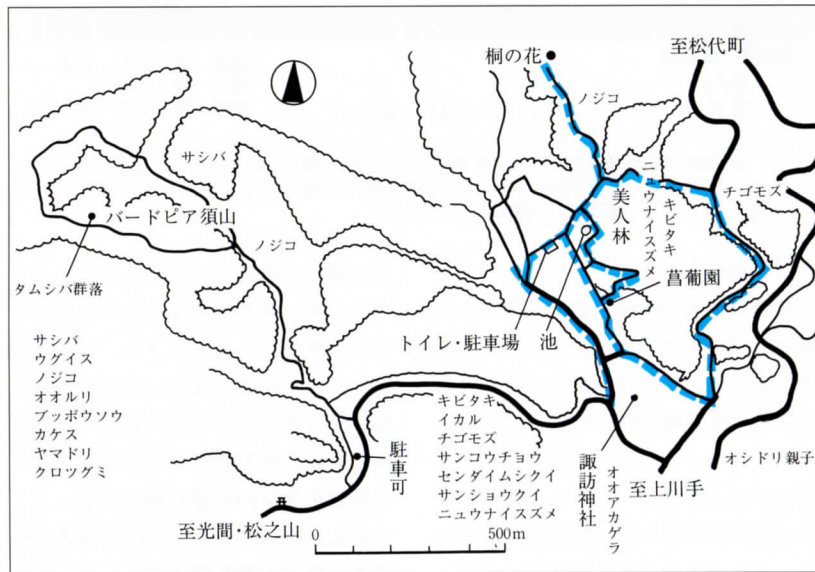 桐の花
至松代町
ノジコ
サシバ
ニュウナイスズメ
キビタキ
美人林
チゴモズ
バードピア須山
ノジコ
菖蒲園
タムシバ群落
トイレ・駐車場
池
サシバ
ウグイス
ノジコ
オオルリ
ブッポウソウ
カケス
ヤマドリ
クロツグミ
キビタキ
イカル
チゴモズ
サンコウチョウ
センダイムシクイ
サンショウクイ
ニュウナイスズメ
駐車可
諏訪神社
オオアカゲラ
オシドリ親子
至上川手
至光間・松之山
0
500m